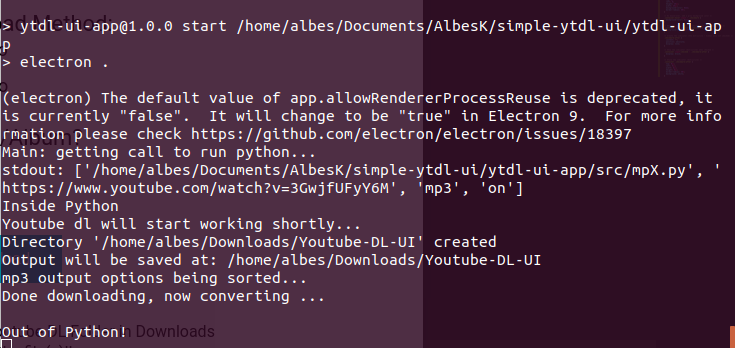 > ytdl-ui-app@1.0.0 start /home/albes/Documents/AlbesK/simple-ytdl-ui/ytdl-ui-ap
p
> electron .
(electron) The default value of app.allowRendererProcessReuse is deprecated, it
is currently "false".  It will change to be "true" in Electron 9.  For more info
rmation please check https://github.com/electron/electron/issues/18397
Main: getting call to run python...
stdout: ['/home/albes/Documents/AlbesK/simple-ytdl-ui/ytdl-ui-app/src/mpX.py', '
https://www.youtube.com/watch?v=3GwjfUFyY6M', 'mp3', 'on']
Inside Python
Youtube dl will start working shortly...
Directory '/home/albes/Downloads/Youtube-DL-UI' created
Output will be saved at: /home/albes/Downloads/Youtube-DL-UI
mp3 output options being sorted...
Done downloading, now converting ...
Out of Python!
Downloads